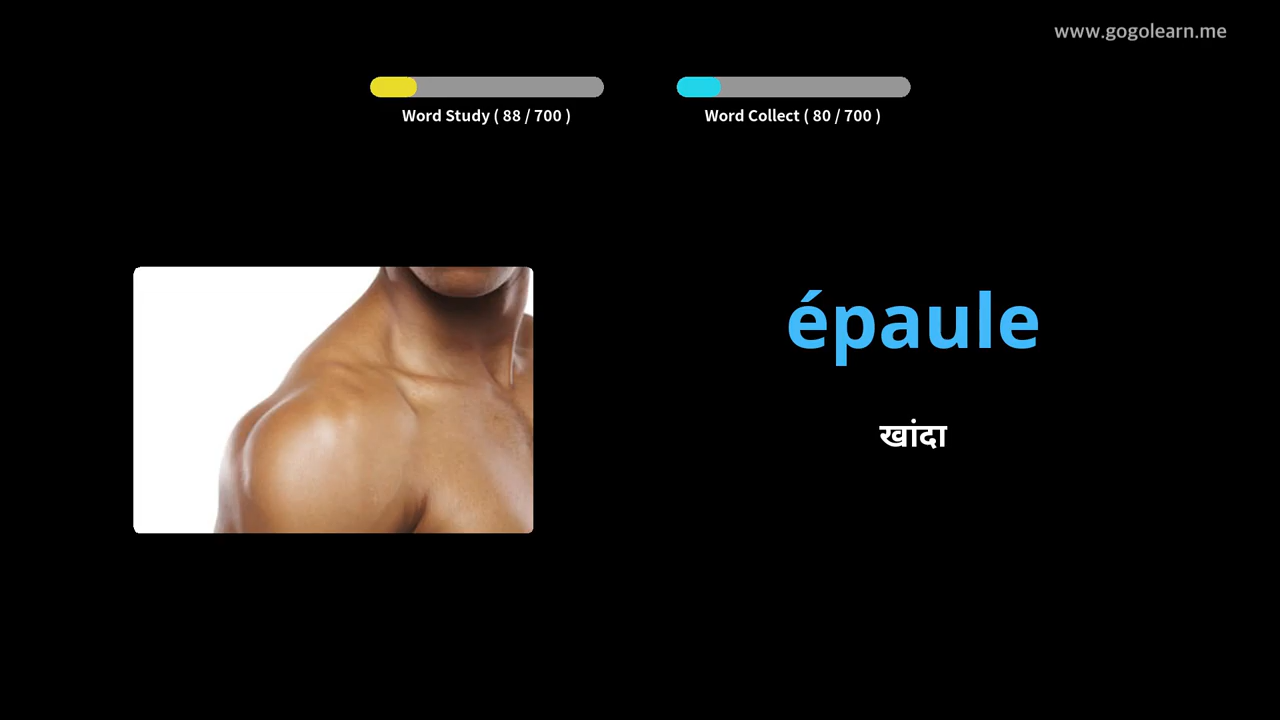 www.gogolearn.me
Word Study ( 88 / 700 )
Word Collect ( 80 / 700 )
épaule
खांदा